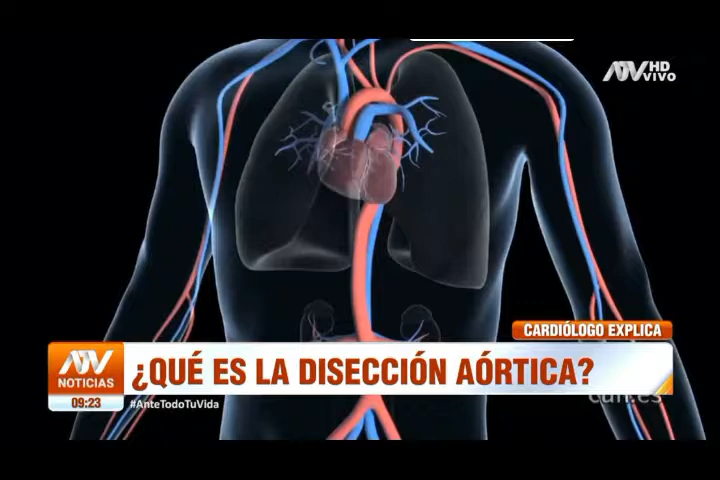 ATV HD
VIVO
CARDIÓLOGO EXPLICA
ATV
NOTICIAS
¿QUÉ ES LA DISECCIÓN AÓRTICA?
09:23
#AnteTodoTuVida
cun.es